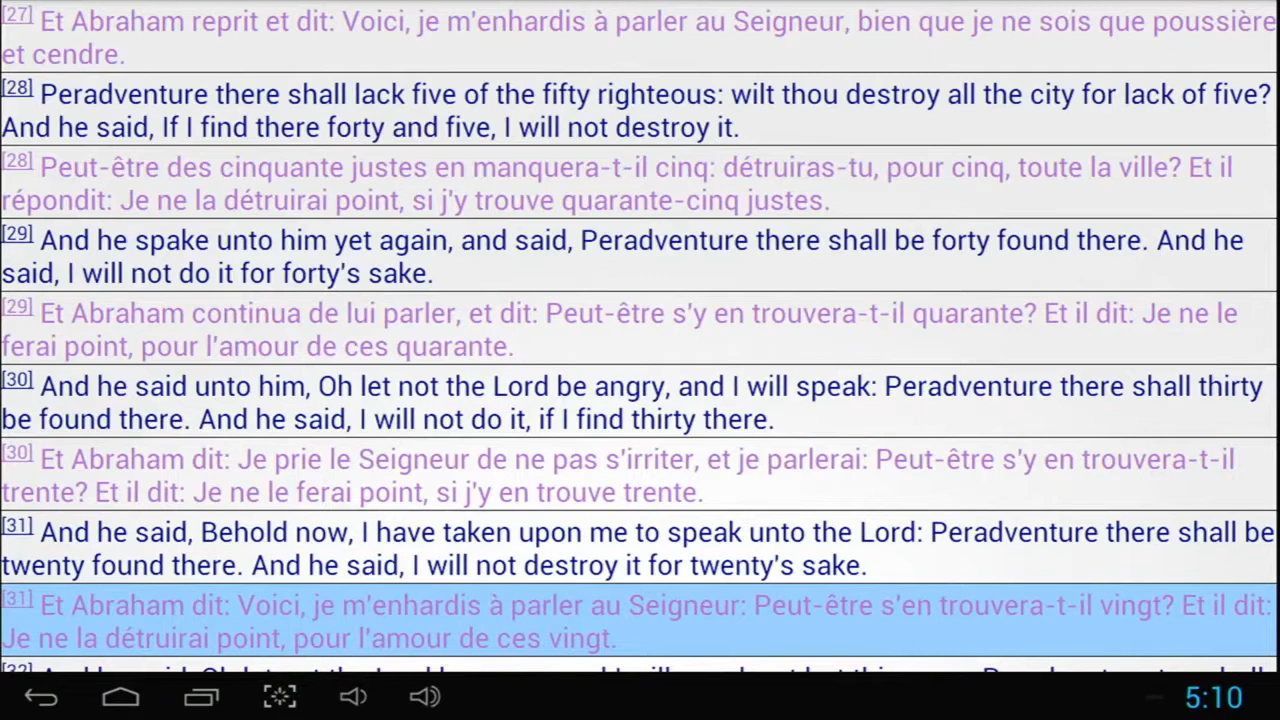 [27] Et Abraham reprit et dit: Voici, je m'enhardis à parler au Seigneur, bien que je ne sois que poussière
et cendre.
[28] Peradventure there shall lack five of the fifty righteous: wilt thou destroy all the city for lack of five?
And he said, If I find there forty and five, I will not destroy it.
[28] Peut-être des cinquante justes en manquera-t-il cinq: détruiras-tu, pour cinq, toute la ville? Et il
répondit: Je ne la détruirai point, si j'y trouve quarante-cinq justes.
[29] And he spake unto him yet again, and said, Peradventure there shall be forty found there. And he
said, I will not do it for forty's sake.
[29] Et Abraham continua de lui parler, et dit: Peut-être s'y en trouvera-t-il quarante? Et il dit: Je ne le
ferai point, pour l'amour de ces quarante.
[30] And he said unto him, Oh let not the Lord be angry, and I will speak: Peradventure there shall thirty
be found there. And he said, I will not do it, if I find thirty there.
[30] Et Abraham dit: Je prie le Seigneur de ne pas s'irriter, et je parlerai: Peut-être s'y en trouvera-t-il
trente? Et il dit: Je ne le ferai point, si j'y en trouve trente.
[31] And he said, Behold now, I have taken upon me to speak unto the Lord: Peradventure there shall be
twenty found there. And he said, I will not destroy it for twenty's sake.
[31] Et Abraham dit: Voici, je m'enhardis à parler au Seigneur: Peut-être s'en trouvera-t-il vingt? Et il dit:
Je ne la détruirai point, pour l'amour de ces vingt.
[32]
5:10